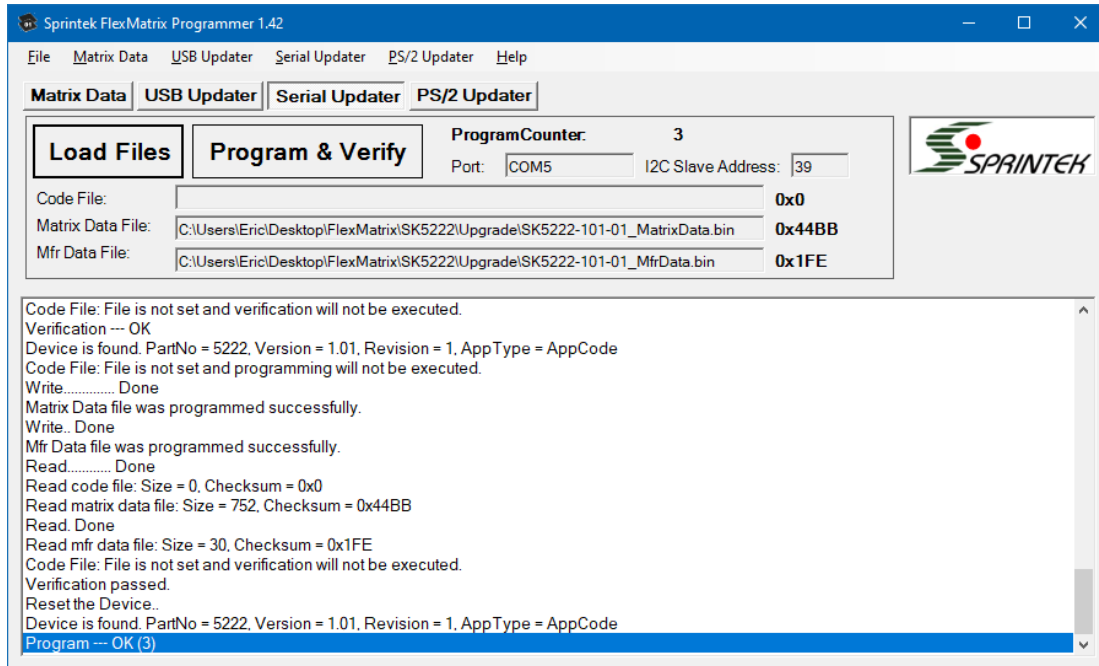 Sprintek FlexMatrix Programmer 1.42
File Matrix Data USB Updater Serial Updater PS/2 Updater Help
Matrix Data USB Updater Serial Updater PS/2 Updater
Load Files Program & Verify
ProgramCounter: 3
Port: COM5 I2C Slave Address: 39
SPRINTEK
Code File: 0x0
Matrix Data File: C:\Users\Eric\Desktop\FlexMatrix\SK5222\Upgrade\SK5222-101-01_MatrixData.bin 0x44BB
Mfr Data File: C:\Users\Eric\Desktop\FlexMatrix\SK5222\Upgrade\SK5222-101-01_MfrData.bin 0x1FE
Code File: File is not set and verification will not be executed.
Verification --- OK
Device is found. PartNo = 5222, Version = 1.01, Revision = 1, AppType = AppCode
Code File: File is not set and programming will not be executed.
Write............. Done
Matrix Data file was programmed successfully.
Write.. Done
Mfr Data file was programmed successfully.
Read........... Done
Read code file: Size = 0, Checksum = 0x0
Read matrix data file: Size = 752, Checksum = 0x44BB
Read. Done
Read mfr data file: Size = 30, Checksum = 0x1FE
Code File: File is not set and verification will not be executed.
Verification passed.
Reset the Device..
Device is found. PartNo = 5222, Version = 1.01, Revision = 1, AppType = AppCode
Program --- OK (3)